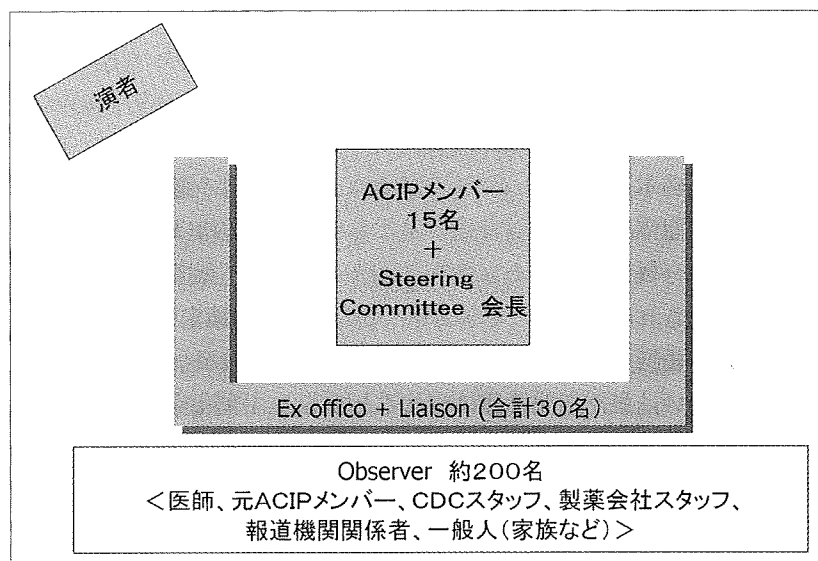 演者
ACIPメンバー
15名
+
Steering
Committee 会長
Ex offico + Liaison (合計30名)
Observer 約200名
<医師、元ACIPメンバー、CDCスタッフ、製薬会社スタッフ、
報道機関関係者、一般人(家族など)>